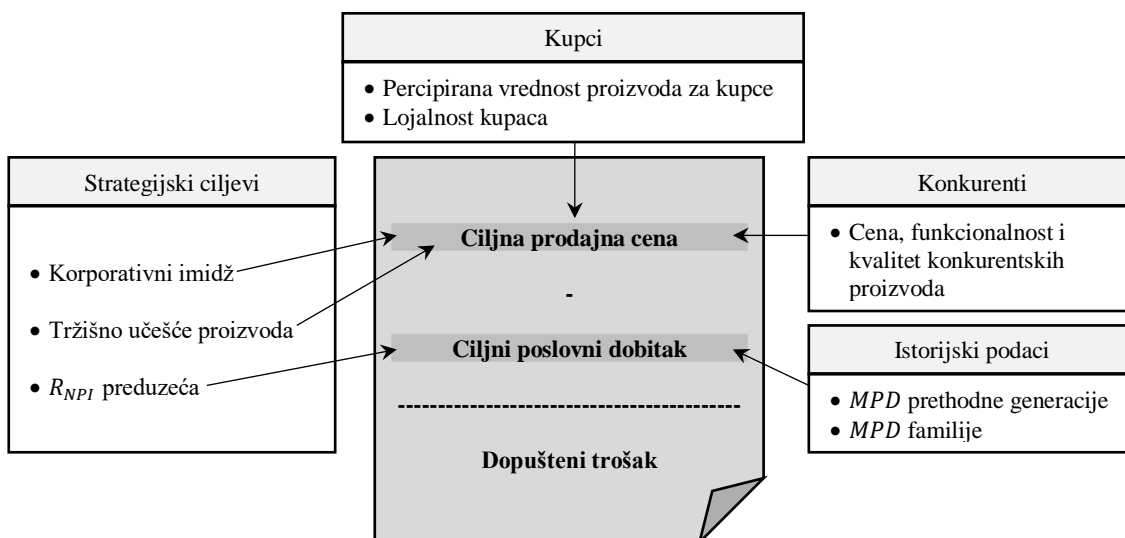 Kupci
• Percipirana vrednost proizvoda za kupce
• Lojalnost kupaca
Strategijski ciljevi
• Korporativni imidž
• Tržišno učešće proizvoda
• R_NPI preduzeća
Ciljna prodajna cena
-
Ciljni poslovni dobitak
------------------------------------------
Dopušteni trošak
Konkurenti
• Cena, funkcionalnost i
kvalitet konkurentskih
proizvoda
Istorijski podaci
• MPD prethodne generacije
• MPD familije